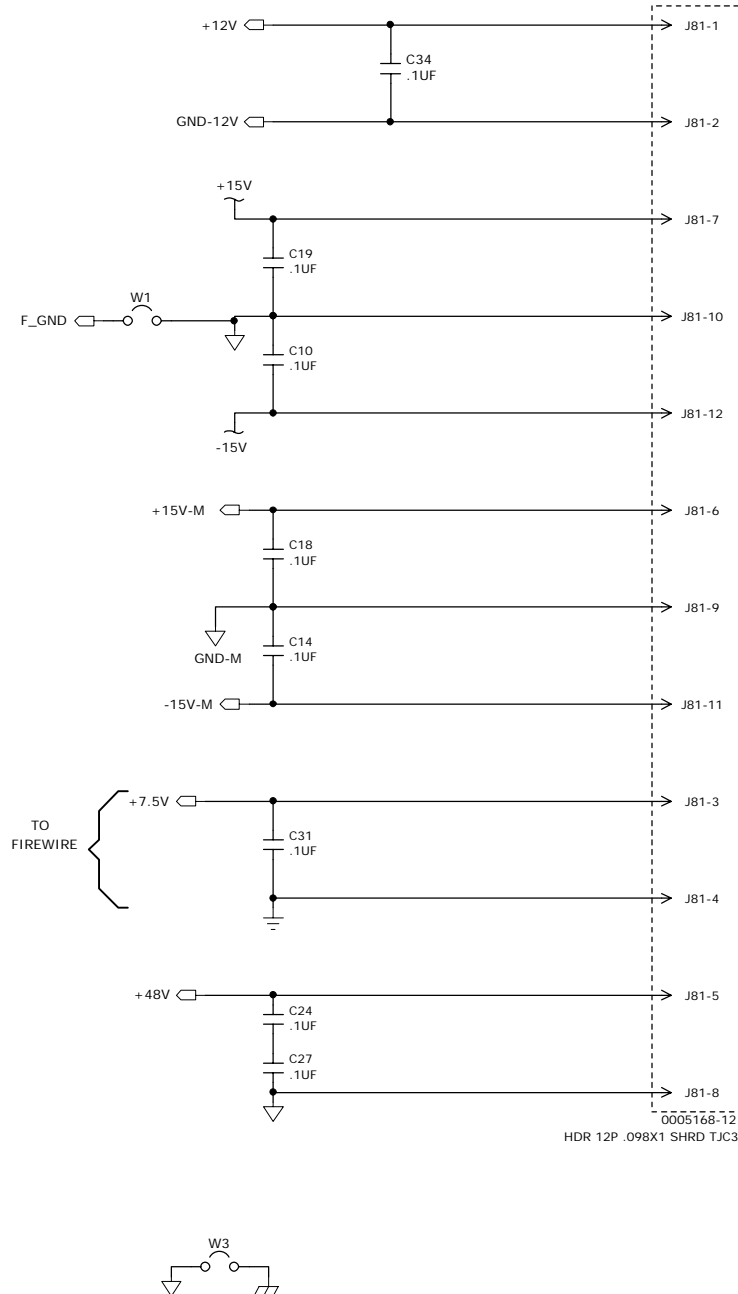 +12V
J81-1
C34
.1UF
GND-12V
J81-2
+15V
J81-7
C19
.1UF
W1
F_GND
J81-10
C10
.1UF
J81-12
-15V
+15V-M
J81-6
C18
.1UF
J81-9
GND-M
C14
.1UF
-15V-M
J81-11
+7.5V
J81-3
TO
FIREWIRE
C31
.1UF
J81-4
+48V
J81-5
C24
.1UF
C27
.1UF
J81-8
0005168-12
HDR 12P .098X1 SHRD TJC3
W3